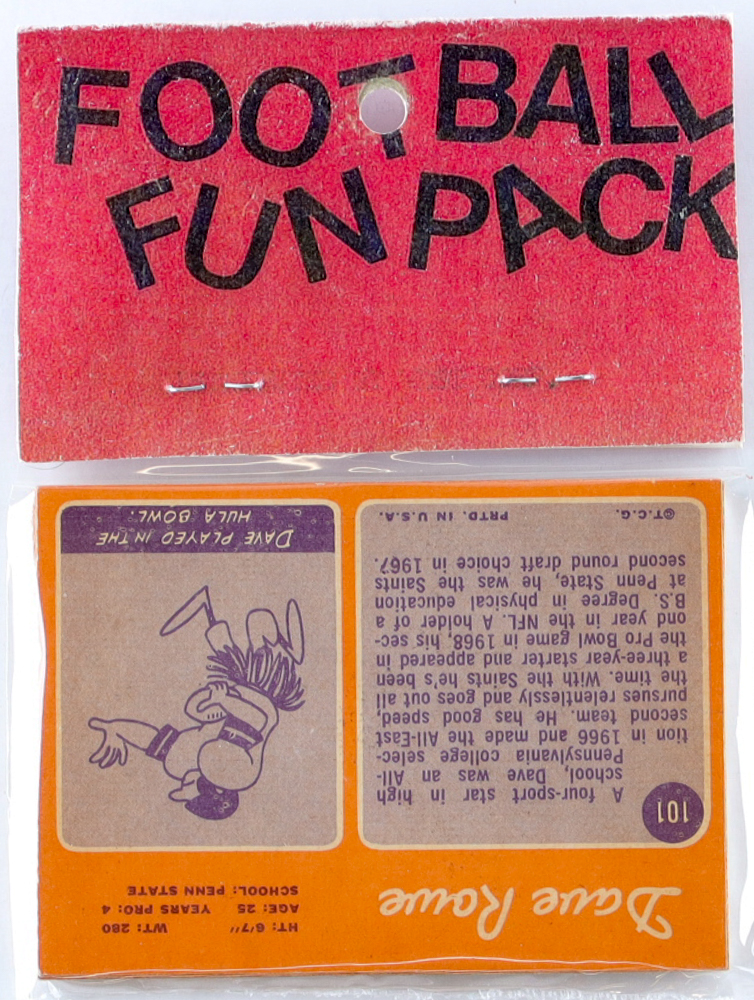 FOOTBALL
FUN PACK
Dave Rowe
HT: 6'7" WT: 280
AGE: 25 YEARS PRO: 4
SCHOOL: PENN STATE
101
A four-sport star in high
school, Dave was an All-
Pennsylvania college selec-
tion in 1966 and made the All-East
second team. He has good speed,
pursues relentlessly and goes out all
the time. With the Saints he's been
a three-year starter and appeared in
the Pro Bowl game in 1968, his sec-
ond year in the NFL. A holder of a
B.S. Degree in physical education
at Penn State, he was the Saints
second round draft choice in 1967.
©T.C.G. PRTD. IN U.S.A.
DAVE PLAYED IN THE
HULA BOWL.